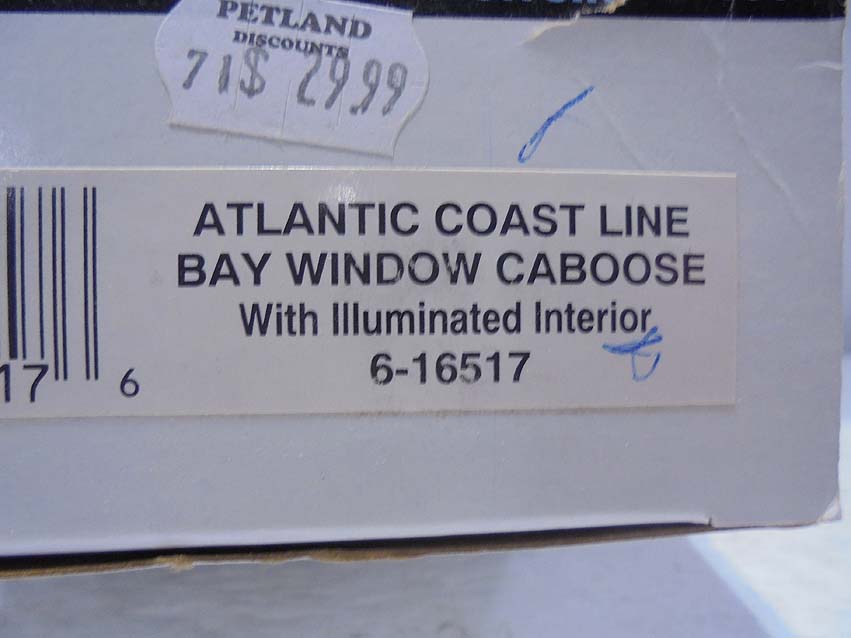 PETLAND
DISCOUNTS
71$ 29.99
ATLANTIC COAST LINE
BAY WINDOW CABOOSE
With Illuminated Interior
6-16517
17 6